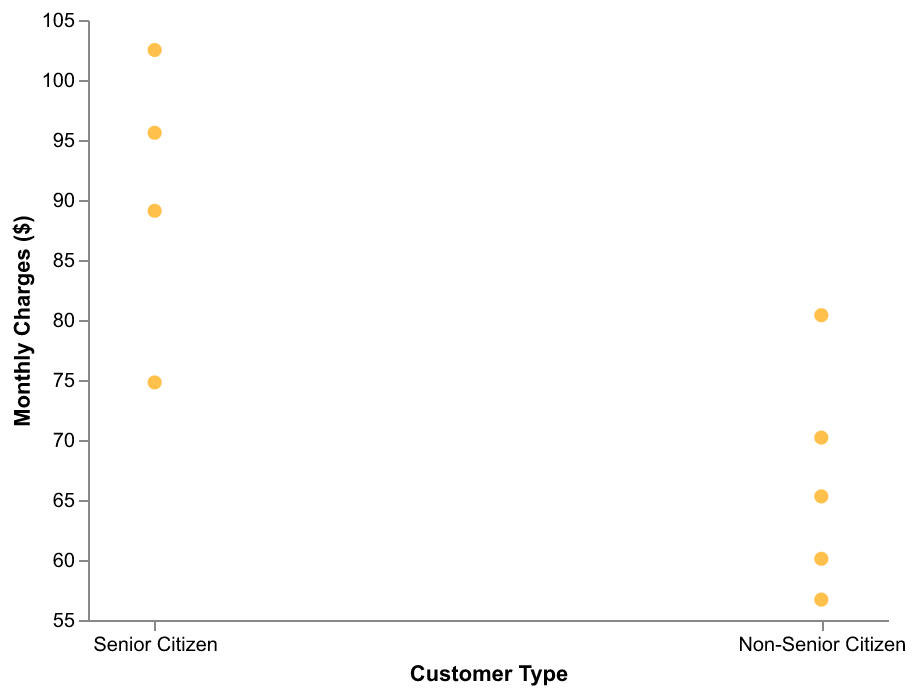 105
100
95
90
85
80
75
70
65
60
55
Monthly Charges ($)
Senior Citizen
Non-Senior Citizen
Customer Type